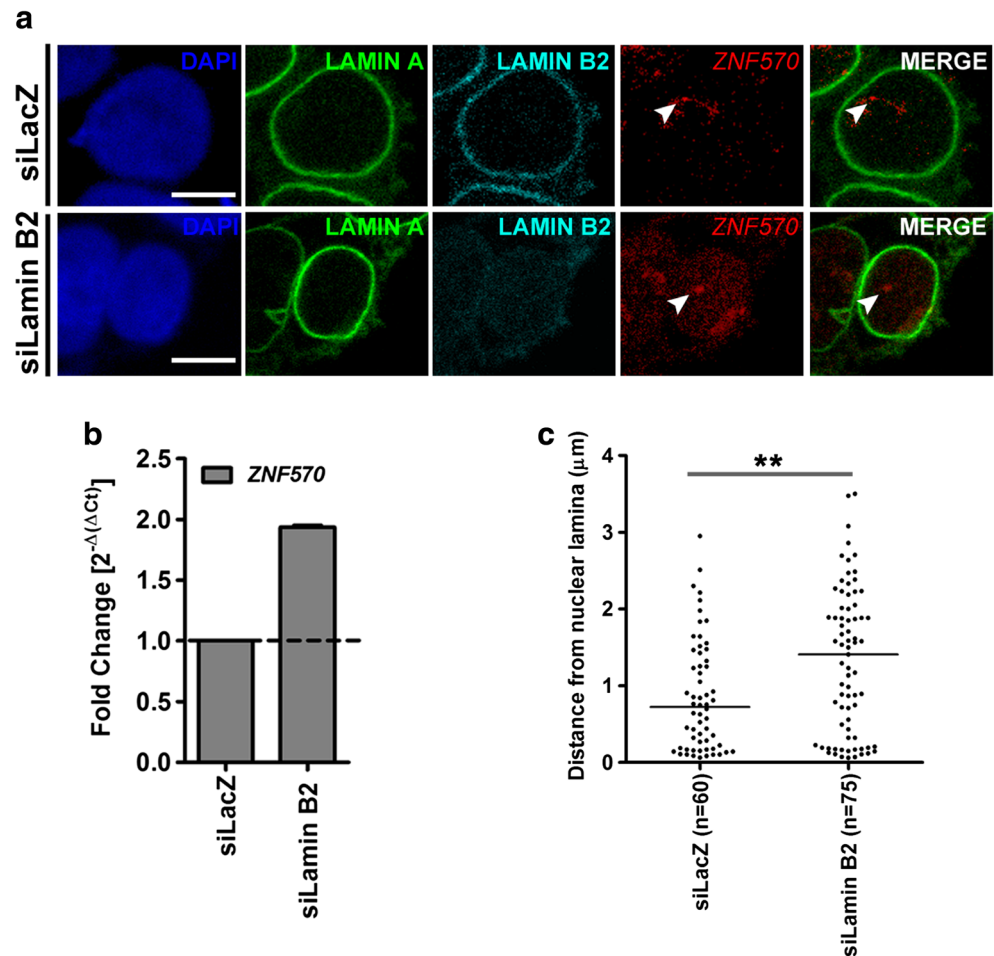 a
siLacZ
DAPI
LAMIN A
LAMIN B2
ZNF570
MERGE
siLamin B2
DAPI
LAMIN A
LAMIN B2
ZNF570
MERGE
b
Fold Change [2^-Δ(ΔCt)]
2.5
2.0
1.5
1.0
0.5
0.0
ZNF570
siLacZ
siLamin B2
c
Distance from nuclear lamina (μm)
4
3
2
1
0
**
siLacZ (n=60)
siLamin B2 (n=75)